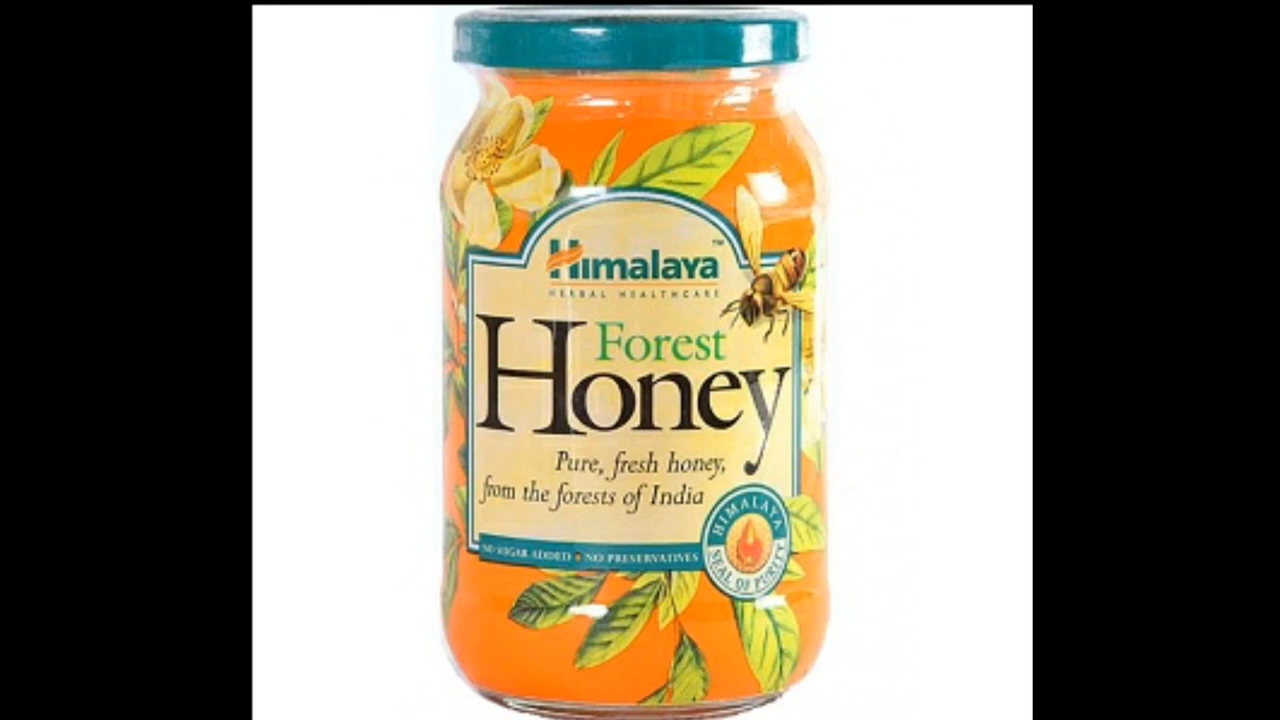 Himalaya™
HERBAL HEALTHCARE
Forest
Honey
Pure, fresh honey,
from the forests of India
NO SUGAR ADDED • NO PRESERVATIVES
HIMALAYA
SEAL OF PURITY